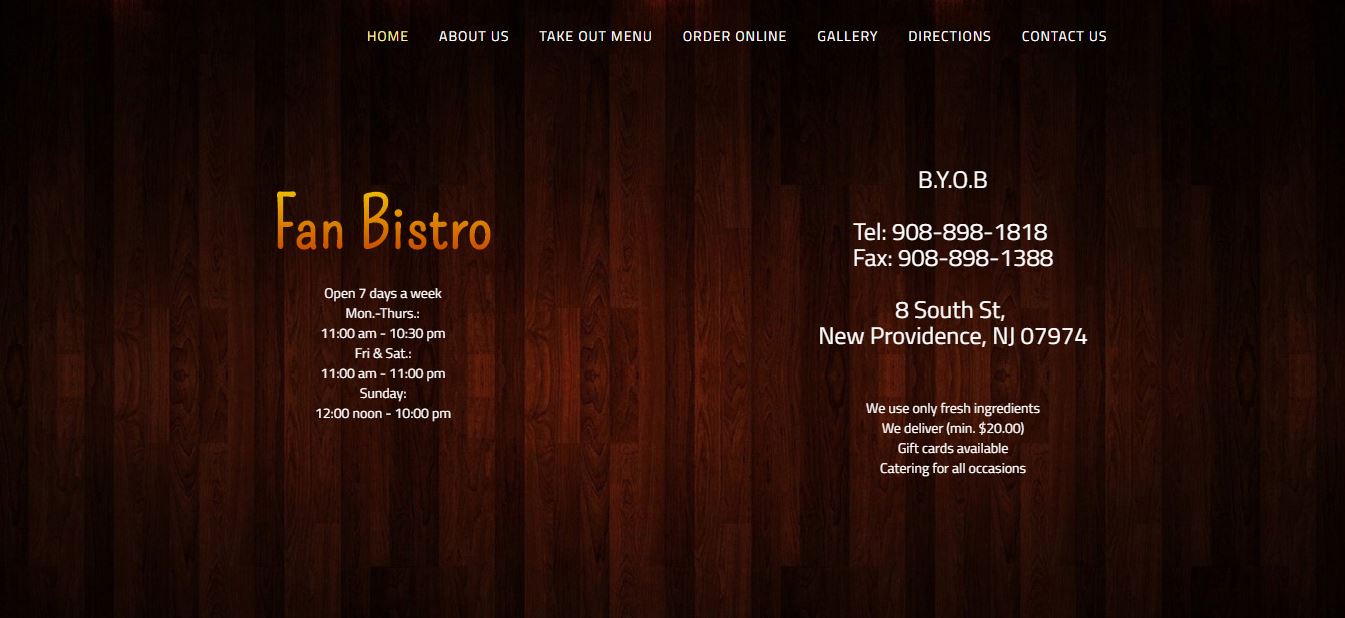 HOME ABOUT US TAKE OUT MENU ORDER ONLINE GALLERY DIRECTIONS CONTACT US
Fan Bistro
Open 7 days a week
Mon.-Thurs.:
11:00 am - 10:30 pm
Fri & Sat.:
11:00 am - 11:00 pm
Sunday:
12:00 noon - 10:00 pm
B.Y.O.B
Tel: 908-898-1818
Fax: 908-898-1388
8 South St,
New Providence, NJ 07974
We use only fresh ingredients
We deliver (min. $20.00)
Gift cards available
Catering for all occasions